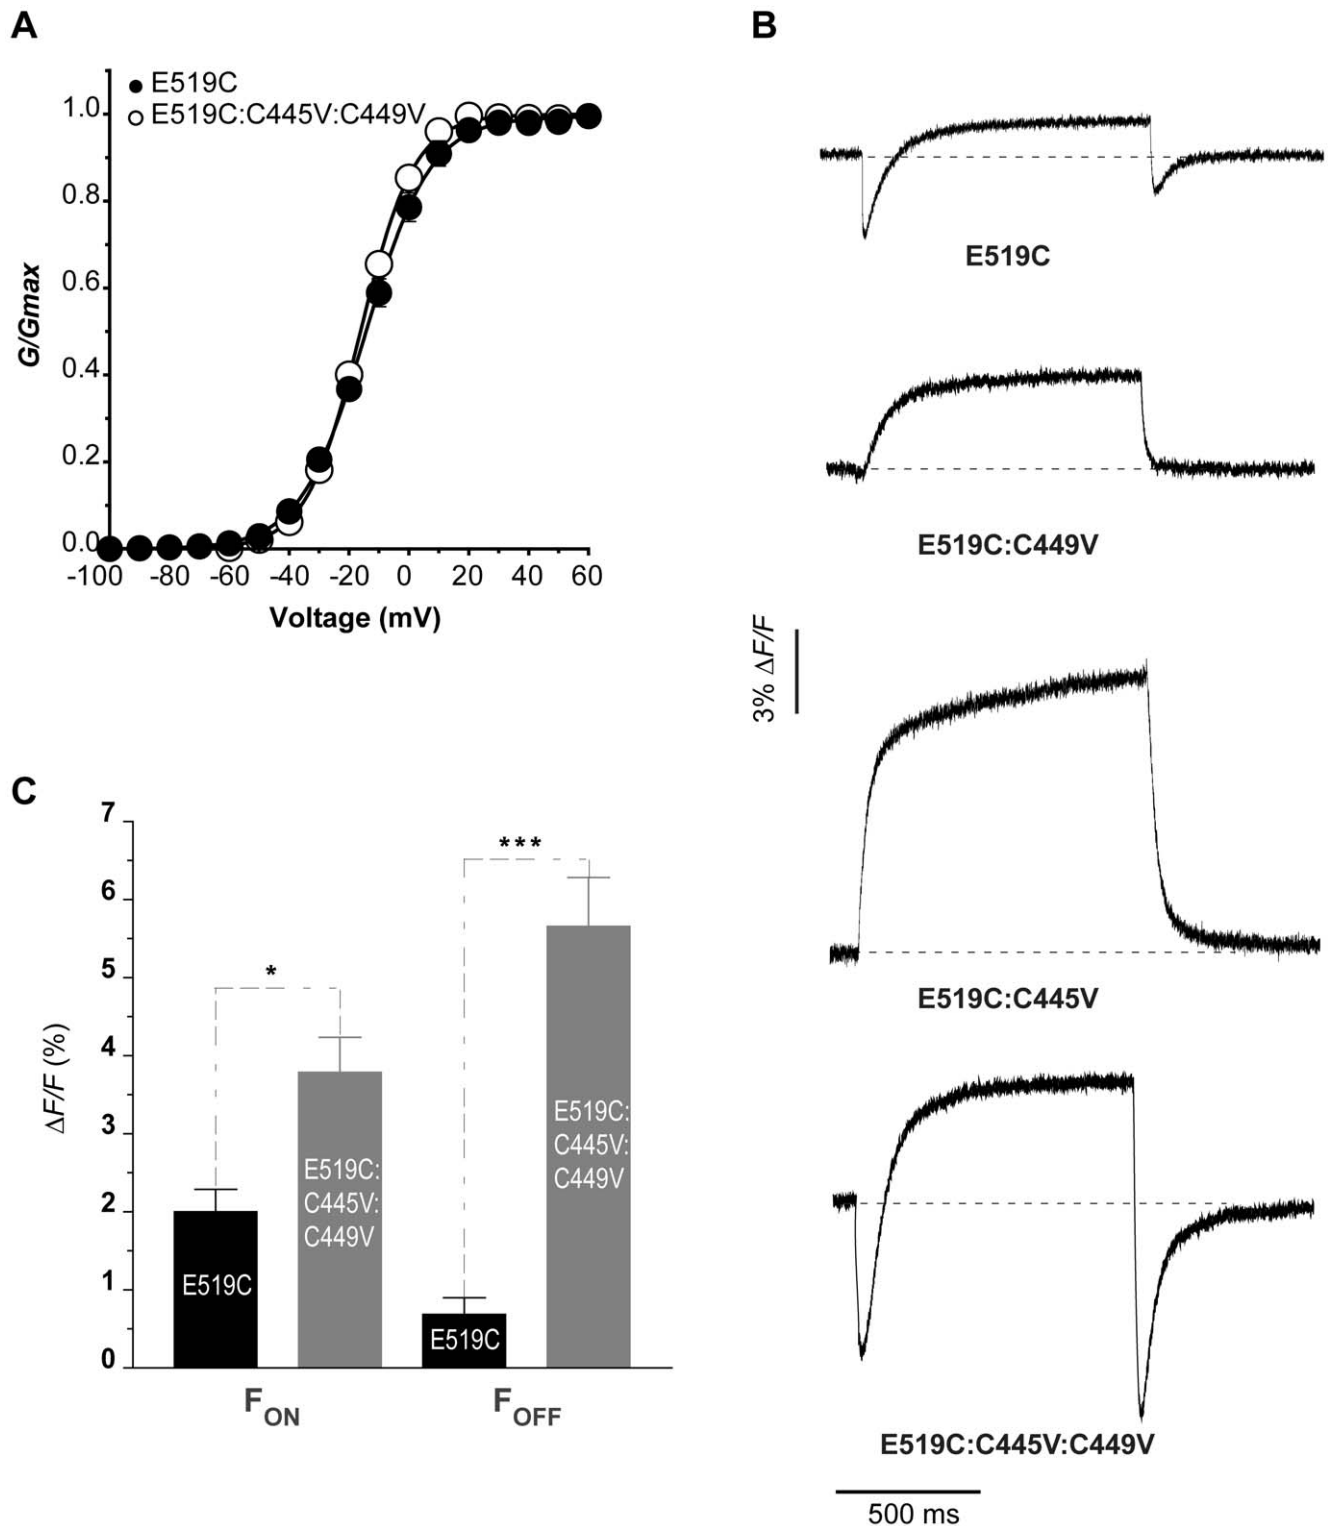 A
E519C
E519C:C445V:C449V
G/Gmax
1.0
0.8
0.6
0.4
0.2
0.0
-100 -80 -60 -40 -20 0 20 40 60
Voltage (mV)
B
E519C
E519C:C449V
3% ΔF/F
E519C:C445V
E519C:C445V:C449V
500 ms
C
ΔF/F (%)
7
6
5
4
3
2
1
0
*
***
E519C
E519C:
C445V:
C449V
E519C
E519C:
C445V:
C449V
FON
FOFF